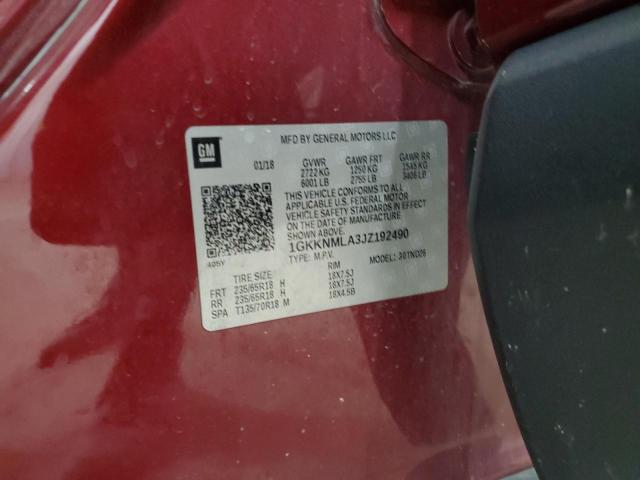 GM
MFD BY GENERAL MOTORS LLC
01/18 GVWR GAWR FRT GAWR RR
2722 KG 1250 KG 1545 KG
6001 LB 2755 LB 3406 LB
THIS VEHICLE CONFORMS TO ALL
APPLICABLE U.S. FEDERAL MOTOR
VEHICLE SAFETY STANDARDS IN EFFECT
ON THE DATE OF MANUFACTURE
SHOWN ABOVE.
1GKKNMLA3JZ192490
405Y TYPE: M.P.V. MODEL: 301ND26
TIRE SIZE RIM
FRT 235/65R18 H 18X7.5J
RR 235/65R18 H 18X7.5J
SPA T135/70R18 M 18X4.5B